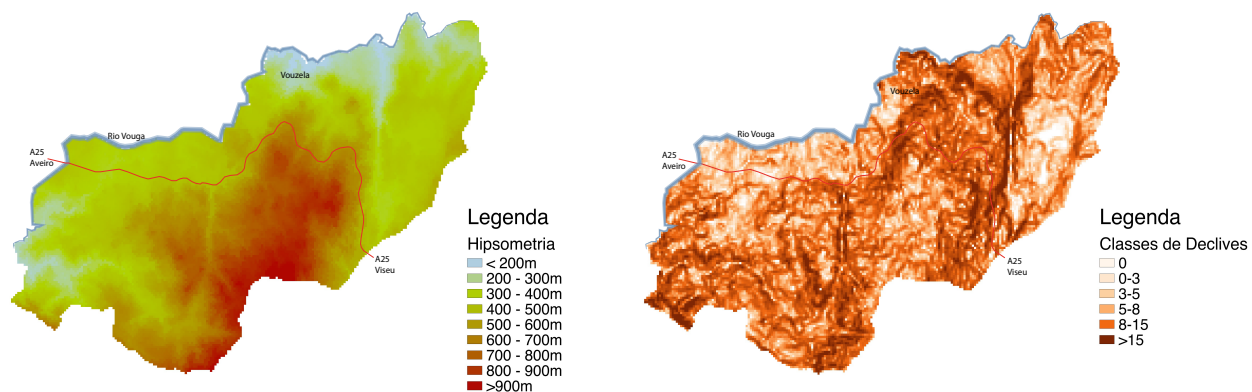 Vouzela
Rio Vouga
A25
Aveiro
A25
Viseu
Legenda
Hipsometria
< 200m
200 - 300m
300 - 400m
400 - 500m
500 - 600m
600 - 700m
700 - 800m
800 - 900m
>900m
Vouzela
Rio Vouga
A25
Aveiro
A25
Viseu
Legenda
Classes de Declives
0
0-3
3-5
5-8
8-15
>15